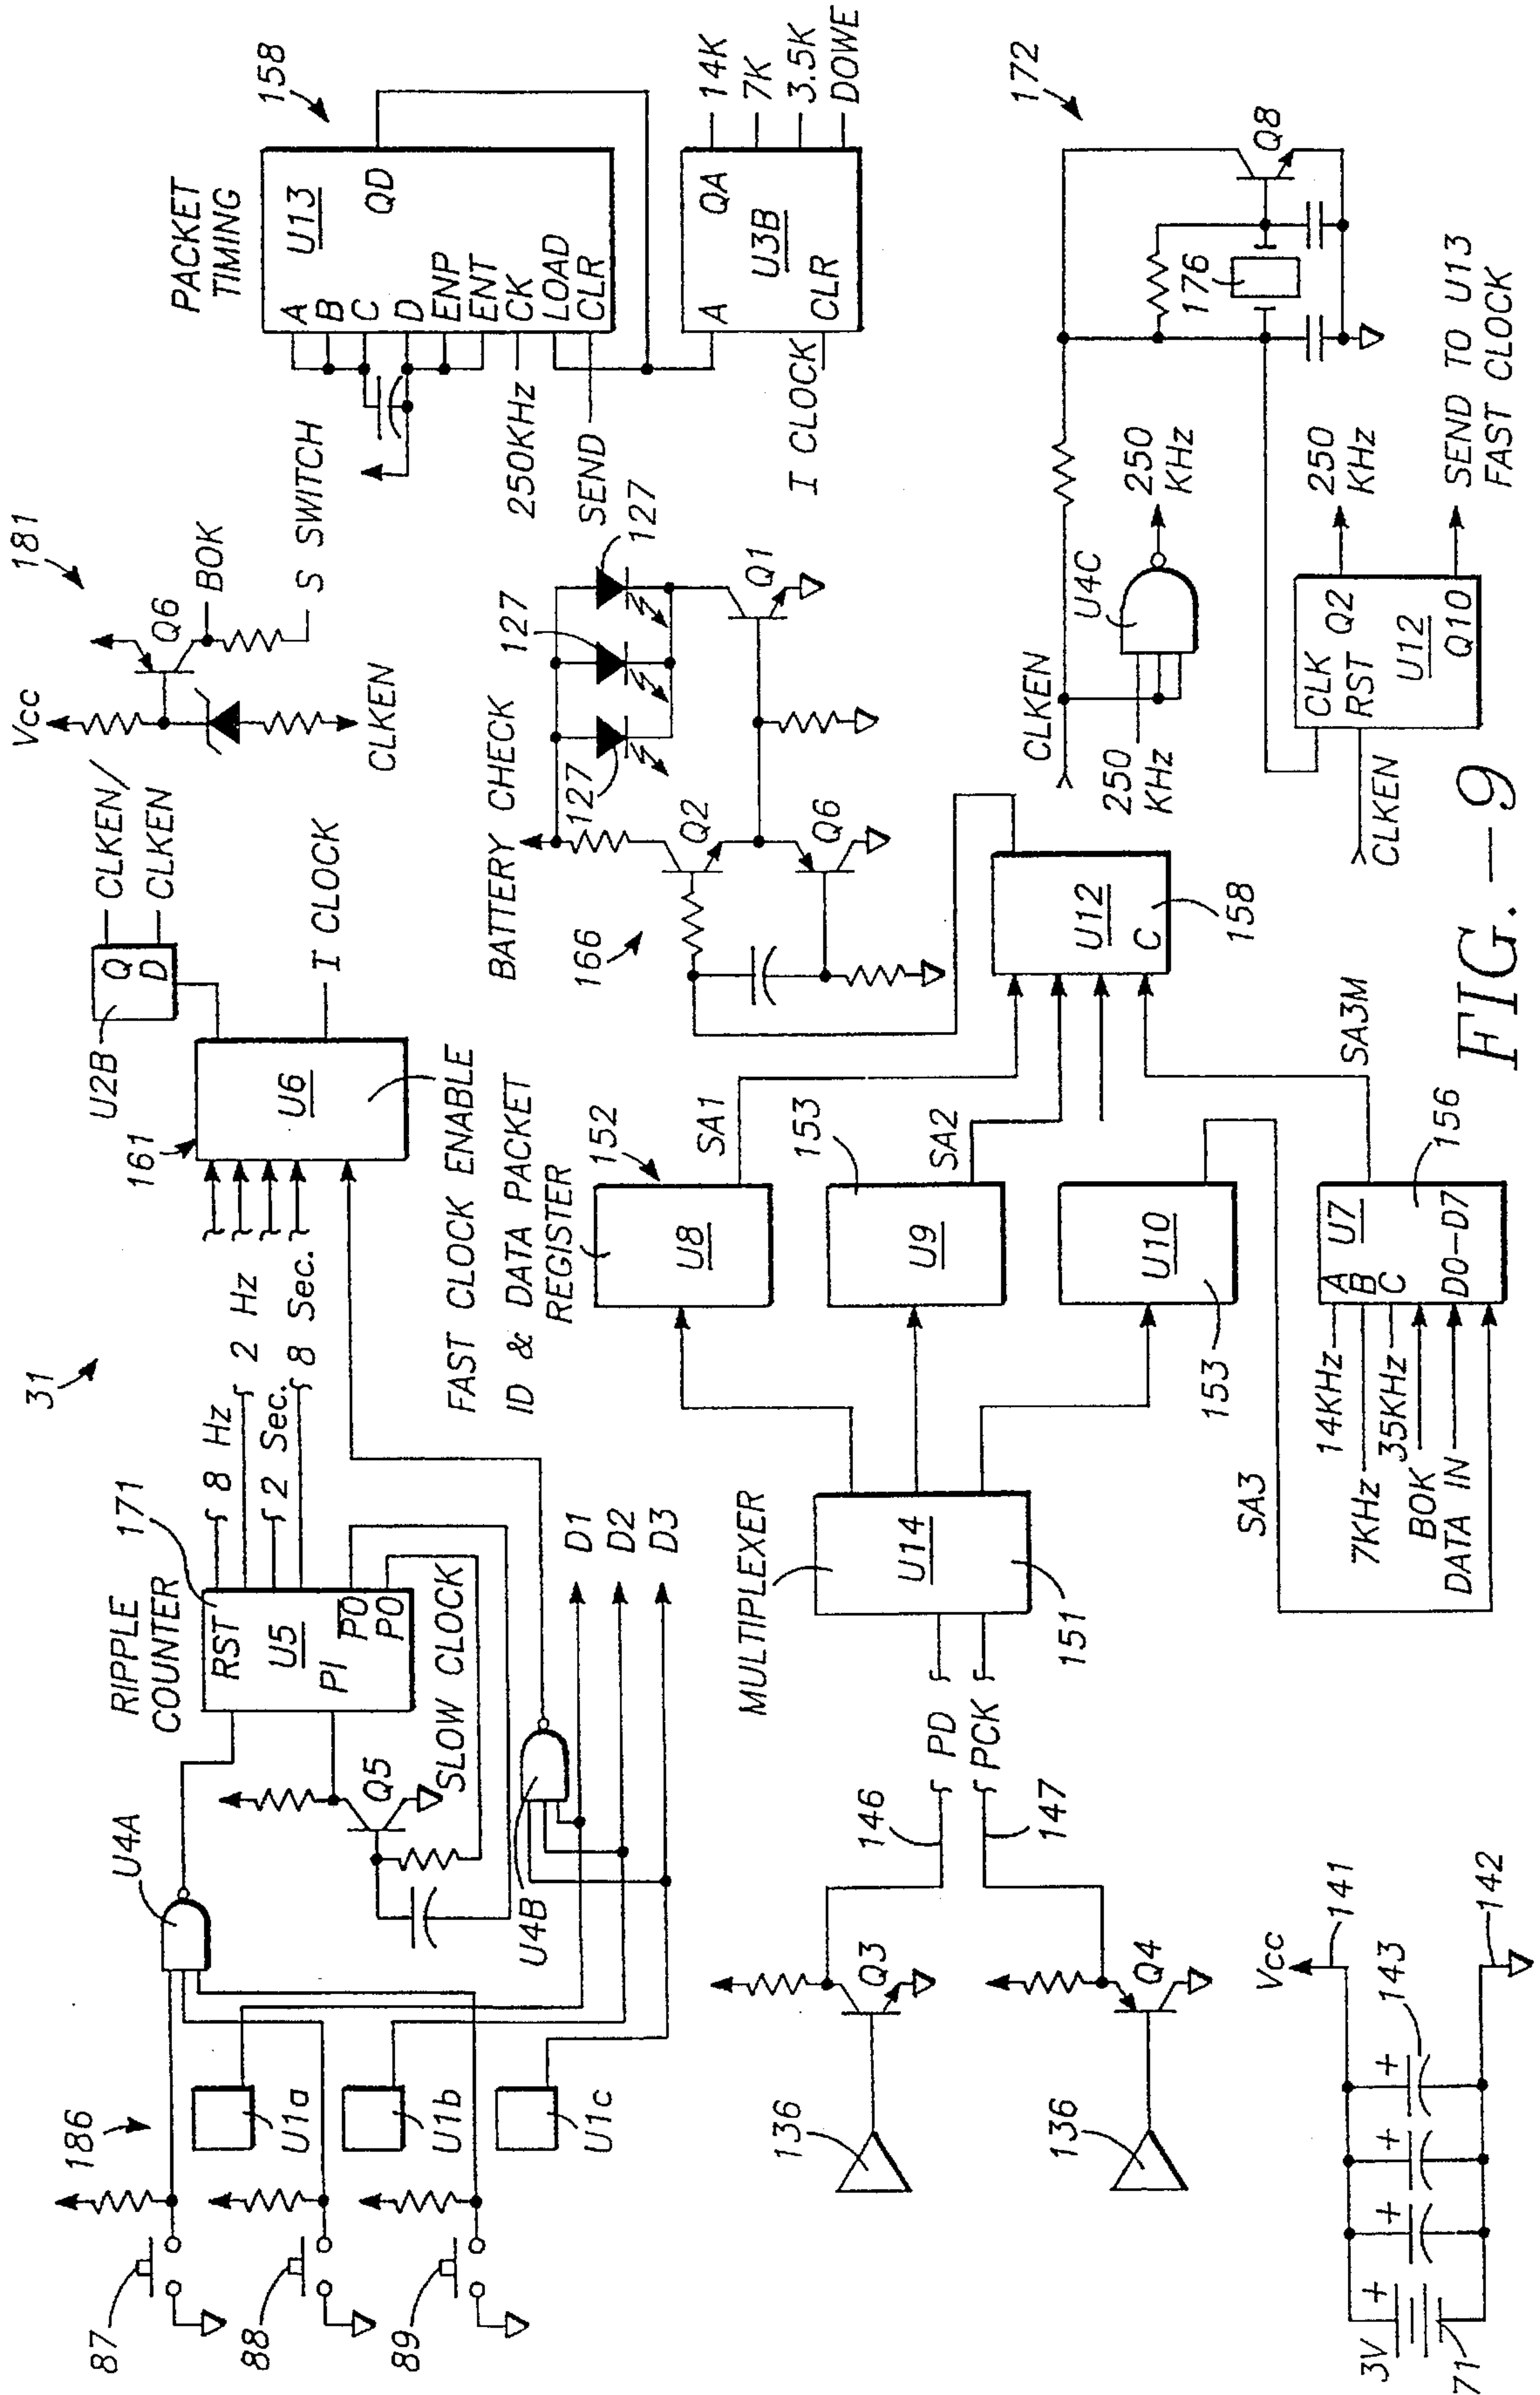 31
186
87
88
89
U1a
U1b
U1c
U4A
RIPPLE
COUNTER
171
RST
U5
PI
PO
PO
Q5
SLOW CLOCK
U4B
8 Hz
2 Hz
2 Sec.
8 Sec.
D1
D2
D3
161
U6
U2B
Q
D
CLKEN/
CLKEN
I CLOCK
FAST CLOCK ENABLE
181
Vcc
Q6
BOK
S SWITCH
CLKEN
PACKET
TIMING
158
A
B
C
D
ENP
ENT
CK
LOAD
CLR
U13
QD
250KHz
SEND
A
QA
U3B
CLR
I CLOCK
14K
7K
3.5K
DOWE
BATTERY CHECK
166
127
127
127
Q2
Q6
Q1
ID & DATA PACKET
REGISTER
152
U8
SA1
153
U9
SA2
U10
153
MULTIPLEXER
U14
151
PD
PCK
146
147
136
Q3
136
Q4
U12
C
158
SA3
SA3M
14KHz
7KHz
35KHz
BOK
DATA IN
A
B
C
D0-D7
U7
156
172
CLKEN
250
KHz
U4C
250
KHz
176
Q8
CLKEN
CLK
RST
Q2
U12
Q10
250
KHz
SEND TO U13
FAST CLOCK
3V
71
+
+
+
+
143
Vcc
141
142
FIG. — 9